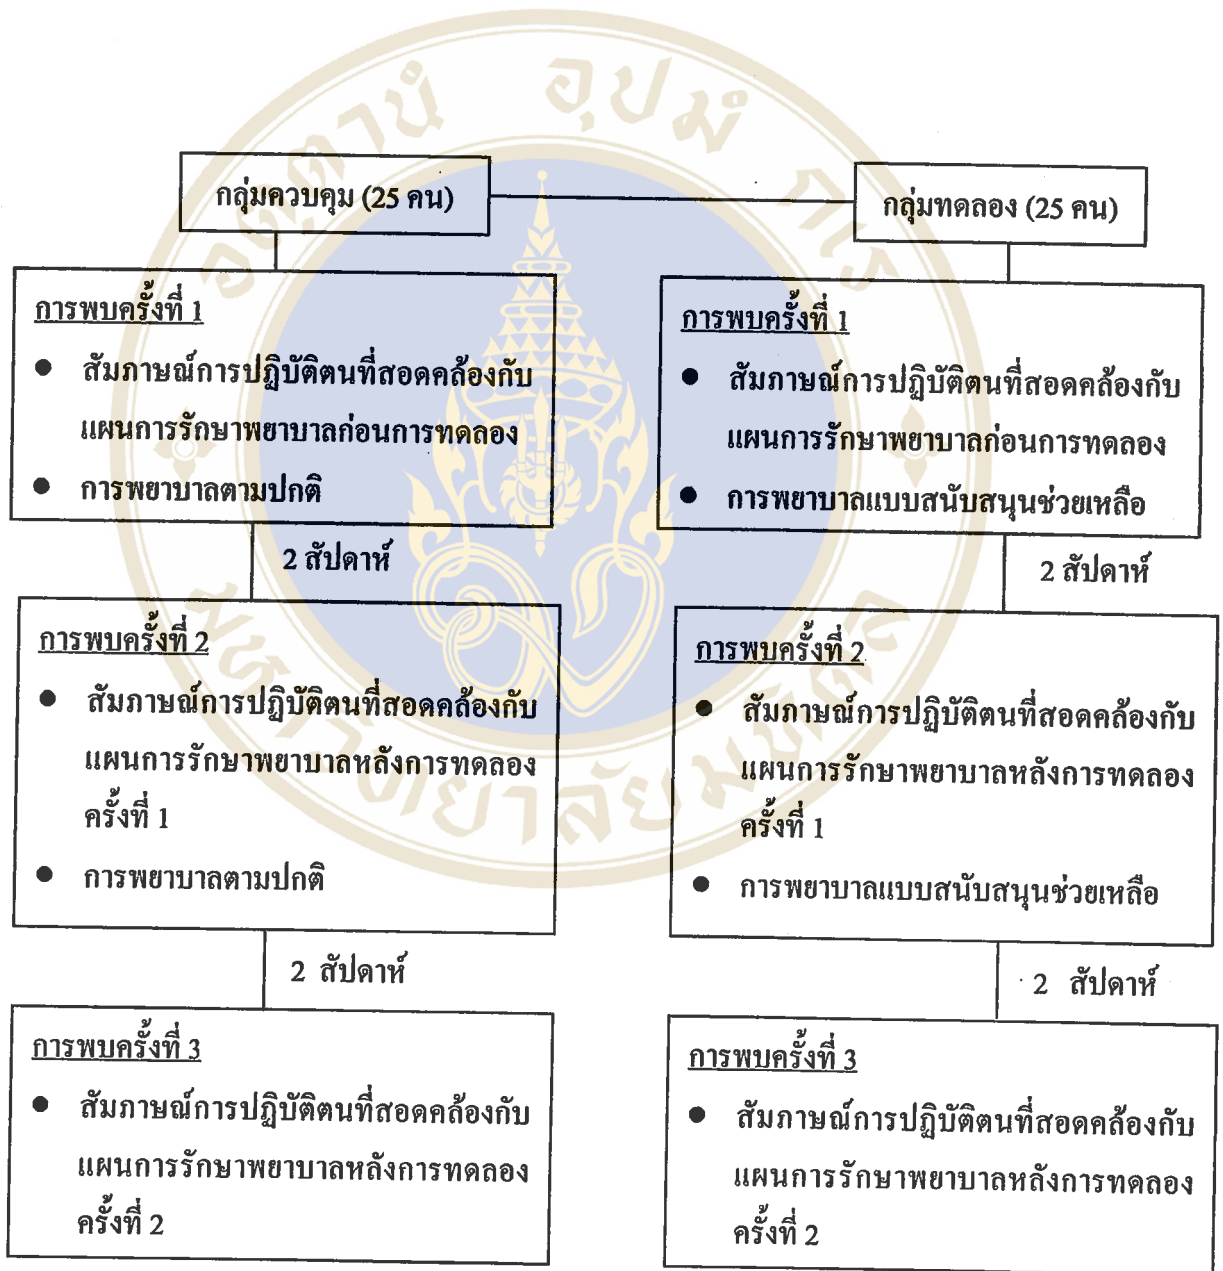 อตฺตานํ อุปมํ กเร
มหาวิทยาลัยมหิดล
กลุ่มควบคุม (25 คน)
การพบครั้งที่ 1
● สัมภาษณ์การปฏิบัติตนที่สอดคล้องกับ
แผนการรักษาพยาบาลก่อนการทดลอง
● การพยาบาลตามปกติ
2 สัปดาห์
การพบครั้งที่ 2
● สัมภาษณ์การปฏิบัติตนที่สอดคล้องกับ
แผนการรักษาพยาบาลหลังการทดลอง
ครั้งที่ 1
● การพยาบาลตามปกติ
2 สัปดาห์
การพบครั้งที่ 3
● สัมภาษณ์การปฏิบัติตนที่สอดคล้องกับ
แผนการรักษาพยาบาลหลังการทดลอง
ครั้งที่ 2
กลุ่มทดลอง (25 คน)
การพบครั้งที่ 1
● สัมภาษณ์การปฏิบัติตนที่สอดคล้องกับ
แผนการรักษาพยาบาลก่อนการทดลอง
● การพยาบาลแบบสนับสนุนช่วยเหลือ
2 สัปดาห์
การพบครั้งที่ 2
● สัมภาษณ์การปฏิบัติตนที่สอดคล้องกับ
แผนการรักษาพยาบาลหลังการทดลอง
ครั้งที่ 1
● การพยาบาลแบบสนับสนุนช่วยเหลือ
2 สัปดาห์
การพบครั้งที่ 3
● สัมภาษณ์การปฏิบัติตนที่สอดคล้องกับ
แผนการรักษาพยาบาลหลังการทดลอง
ครั้งที่ 2